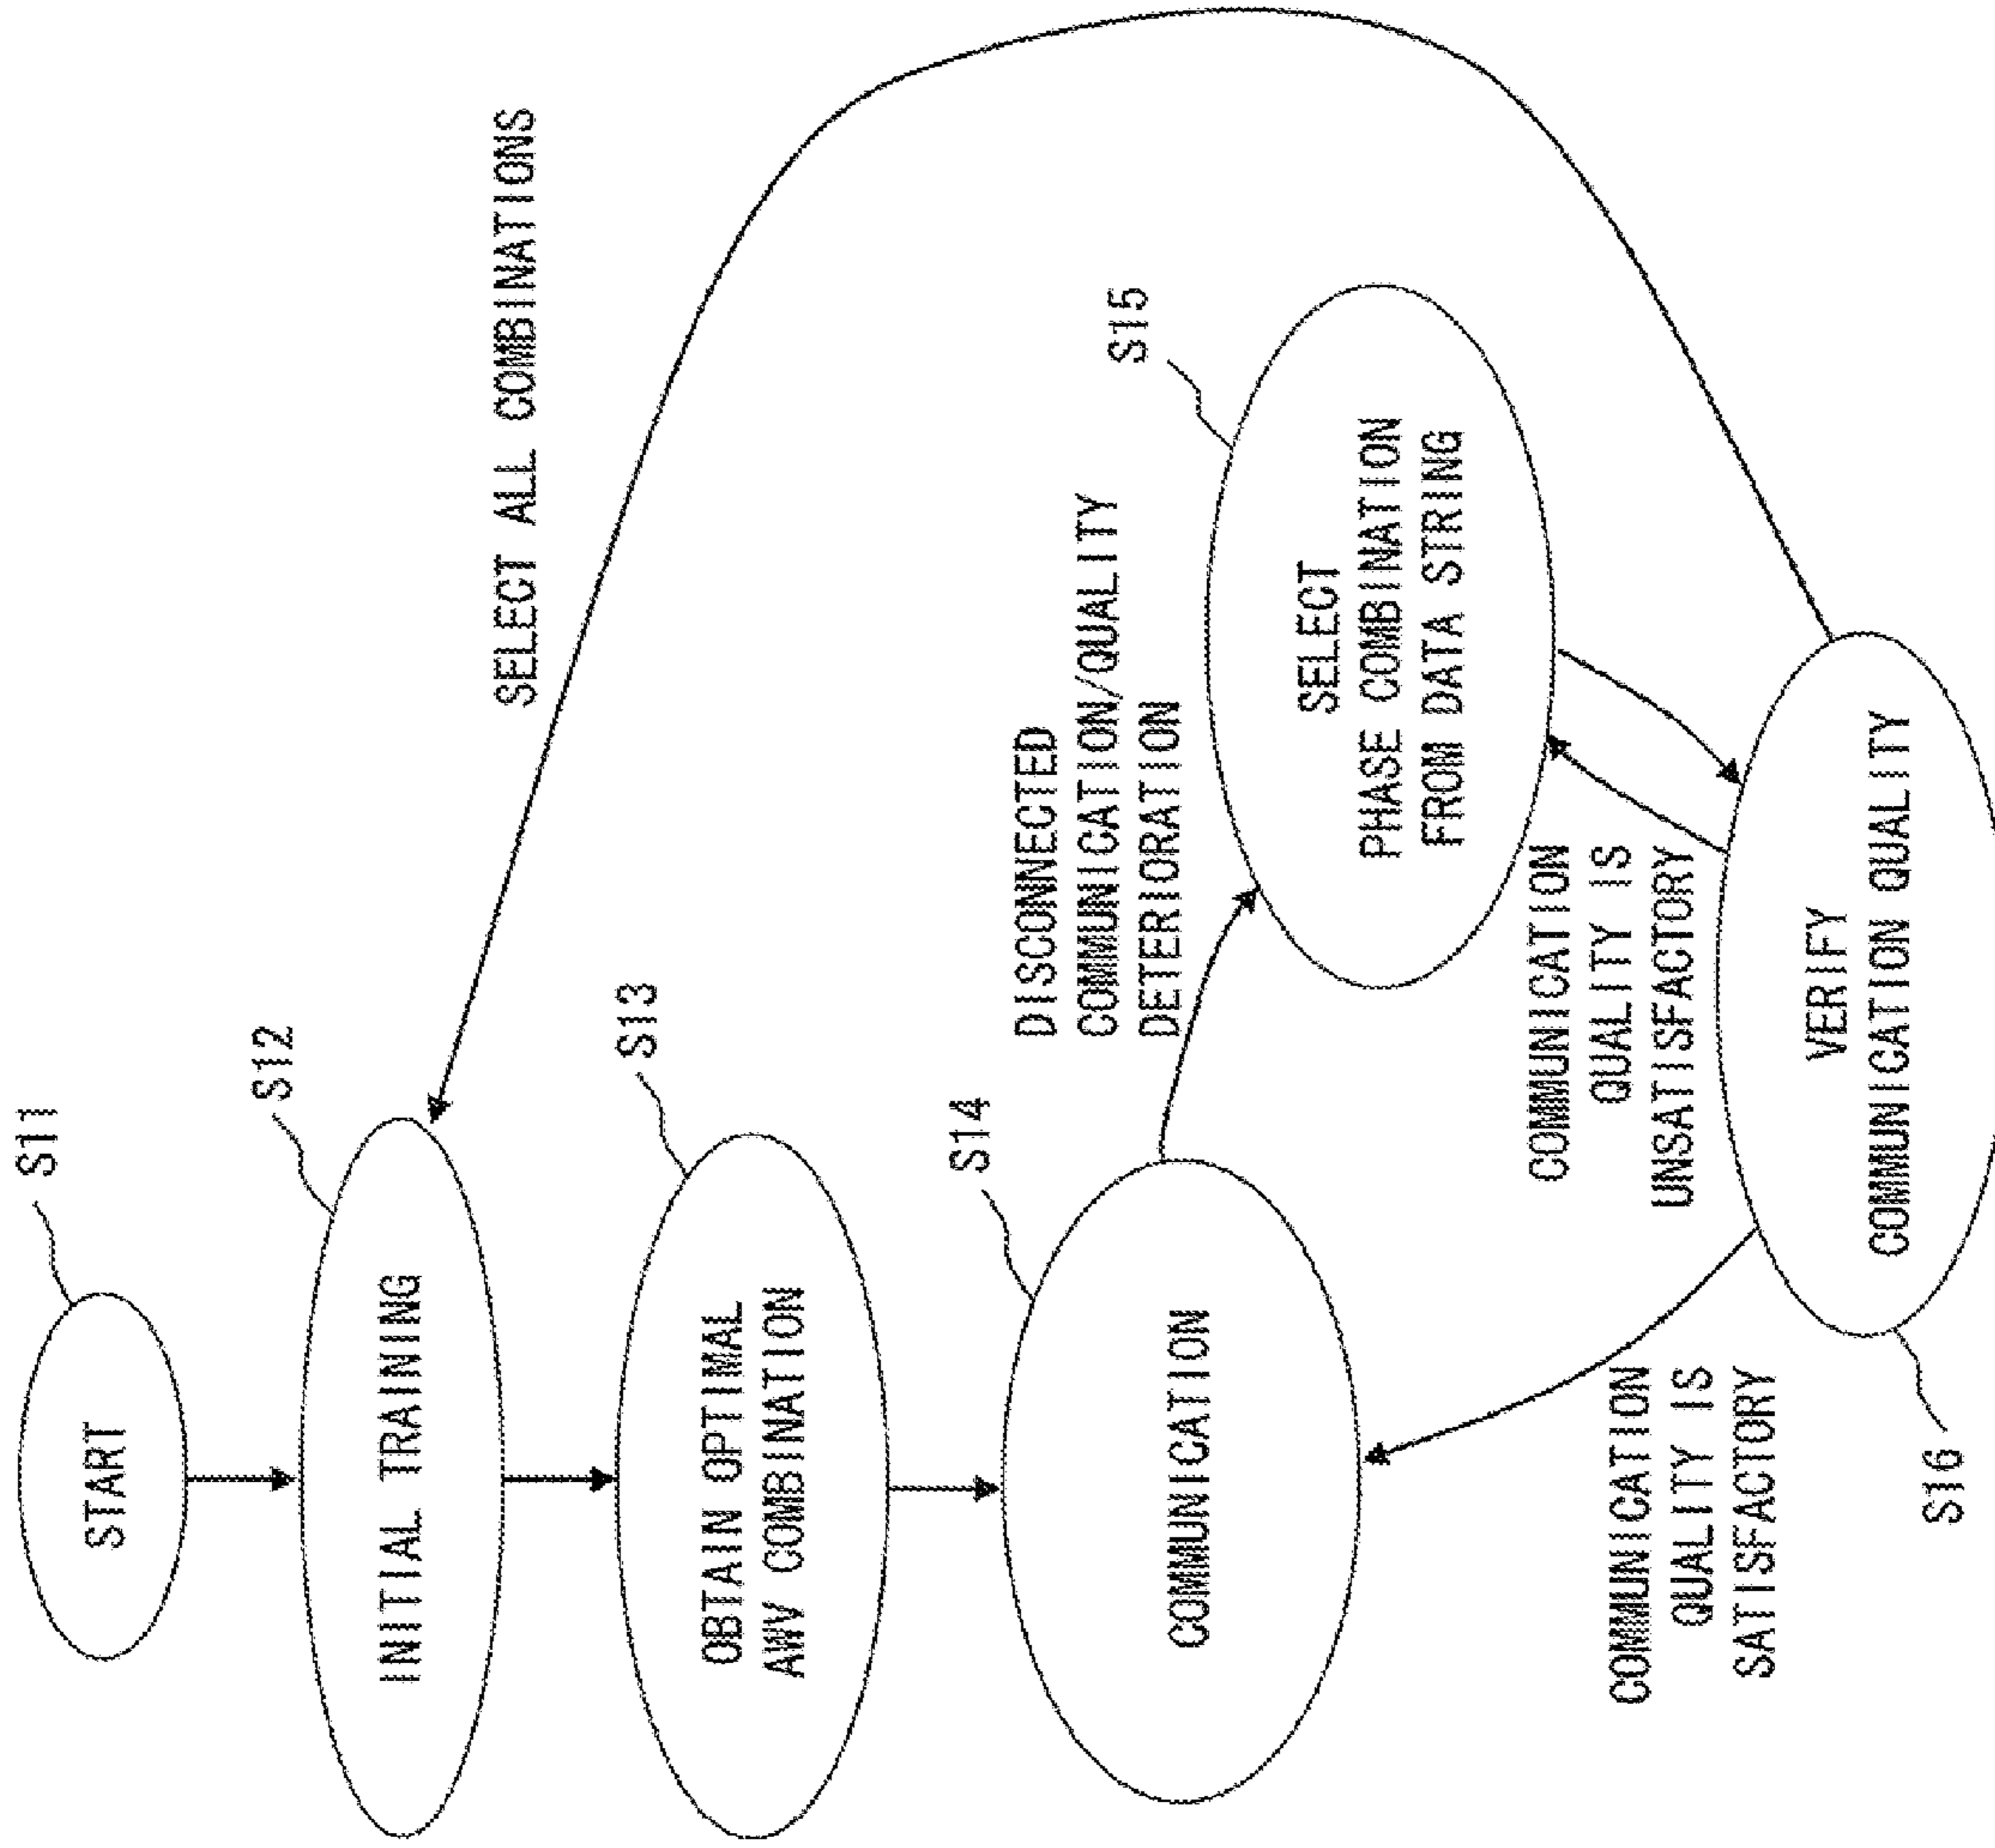 S11
START
S12
INITIAL TRAINING
SELECT ALL COMBINATIONS
S13
OBTAIN OPTIMAL
AWV COMBINATION
S14
COMMUNICATION
DISCONNECTED
COMMUNICATION/QUALITY
DETERIORATION
S15
SELECT
PHASE COMBINATION
FROM DATA STRING
COMMUNICATION
QUALITY IS
UNSATISFACTORY
COMMUNICATION
QUALITY IS
SATISFACTORY
VERIFY
COMMUNICATION QUALITY
S16